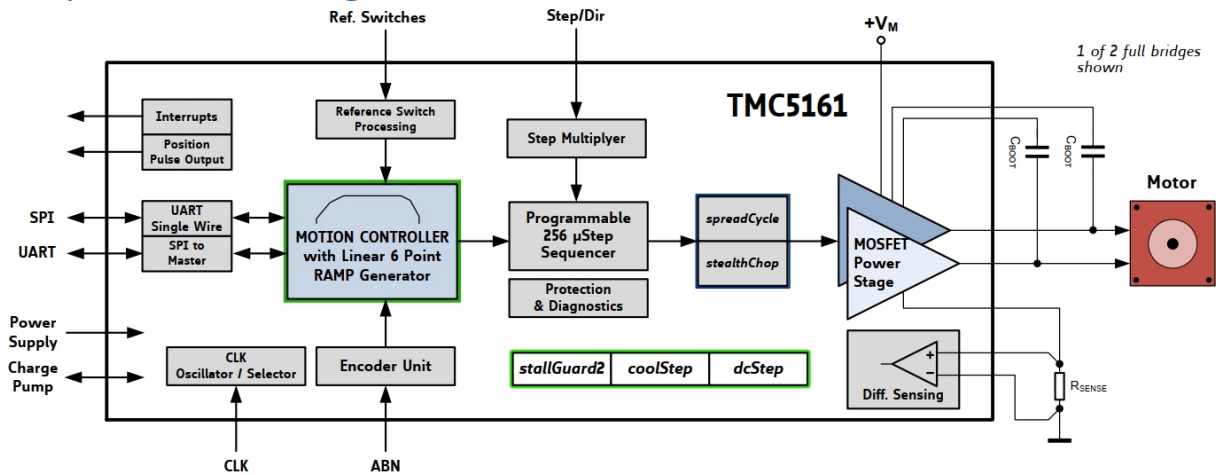 Ref. Switches
Step/Dir
+VM
1 of 2 full bridges
shown
TMC5161
Interrupts
Position
Pulse Output
Reference Switch
Processing
Step Multiplyer
CBOOT
CBOOT
Motor
SPI
UART
UART
Single Wire
SPI to
Master
MOTION CONTROLLER
with Linear 6 Point
RAMP Generator
Programmable
256 µStep
Sequencer
spreadCycle
stealthChop
MOSFET
Power
Stage
Protection
& Diagnostics
Power
Supply
Charge
Pump
CLK
Oscillator / Selector
Encoder Unit
stallGuard2
coolStep
dcStep
+
−
Diff. Sensing
RSENSE
CLK
ABN